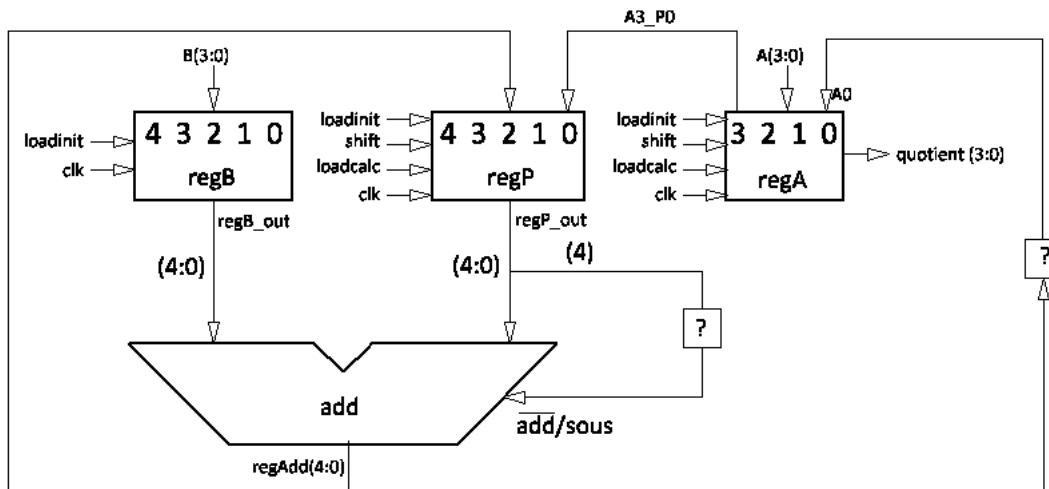 A3_P0
B(3:0)
A(3:0)
A0
loadinit
clk
4 3 2 1 0
regB
loadinit
shift
loadcalc
clk
4 3 2 1 0
regP
loadinit
shift
loadcalc
clk
3 2 1 0
regA
quotient (3:0)
regB_out
regP_out
(4:0)
(4:0)
(4)
?
?
add
add/sous
regAdd(4:0)